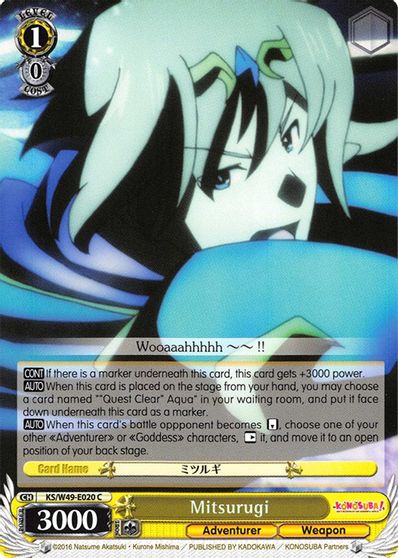 LEVEL
1
0
COST
Wooaaahhhhh ～～ !!
CONT If there is a marker underneath this card, this card gets +3000 power.
AUTO When this card is placed on the stage from your hand, you may choose
a card named ""Quest Clear" Aqua" in your waiting room, and put it face
down underneath this card as a marker.
AUTO When this card's battle oppponent becomes , choose one of your
other «Adventurer» or «Goddess» characters, , and move it to an open
position of your back stage.
Card Name ミツルギ
CH KS/W49-E020 C
Mitsurugi
KONOSUBA!
POWER 3000
Adventurer Weapon
©2016 Natsume Akatsuki・Kurone Mishima / PUBLISHED BY KADOKAWA / KONOSUBA Partners